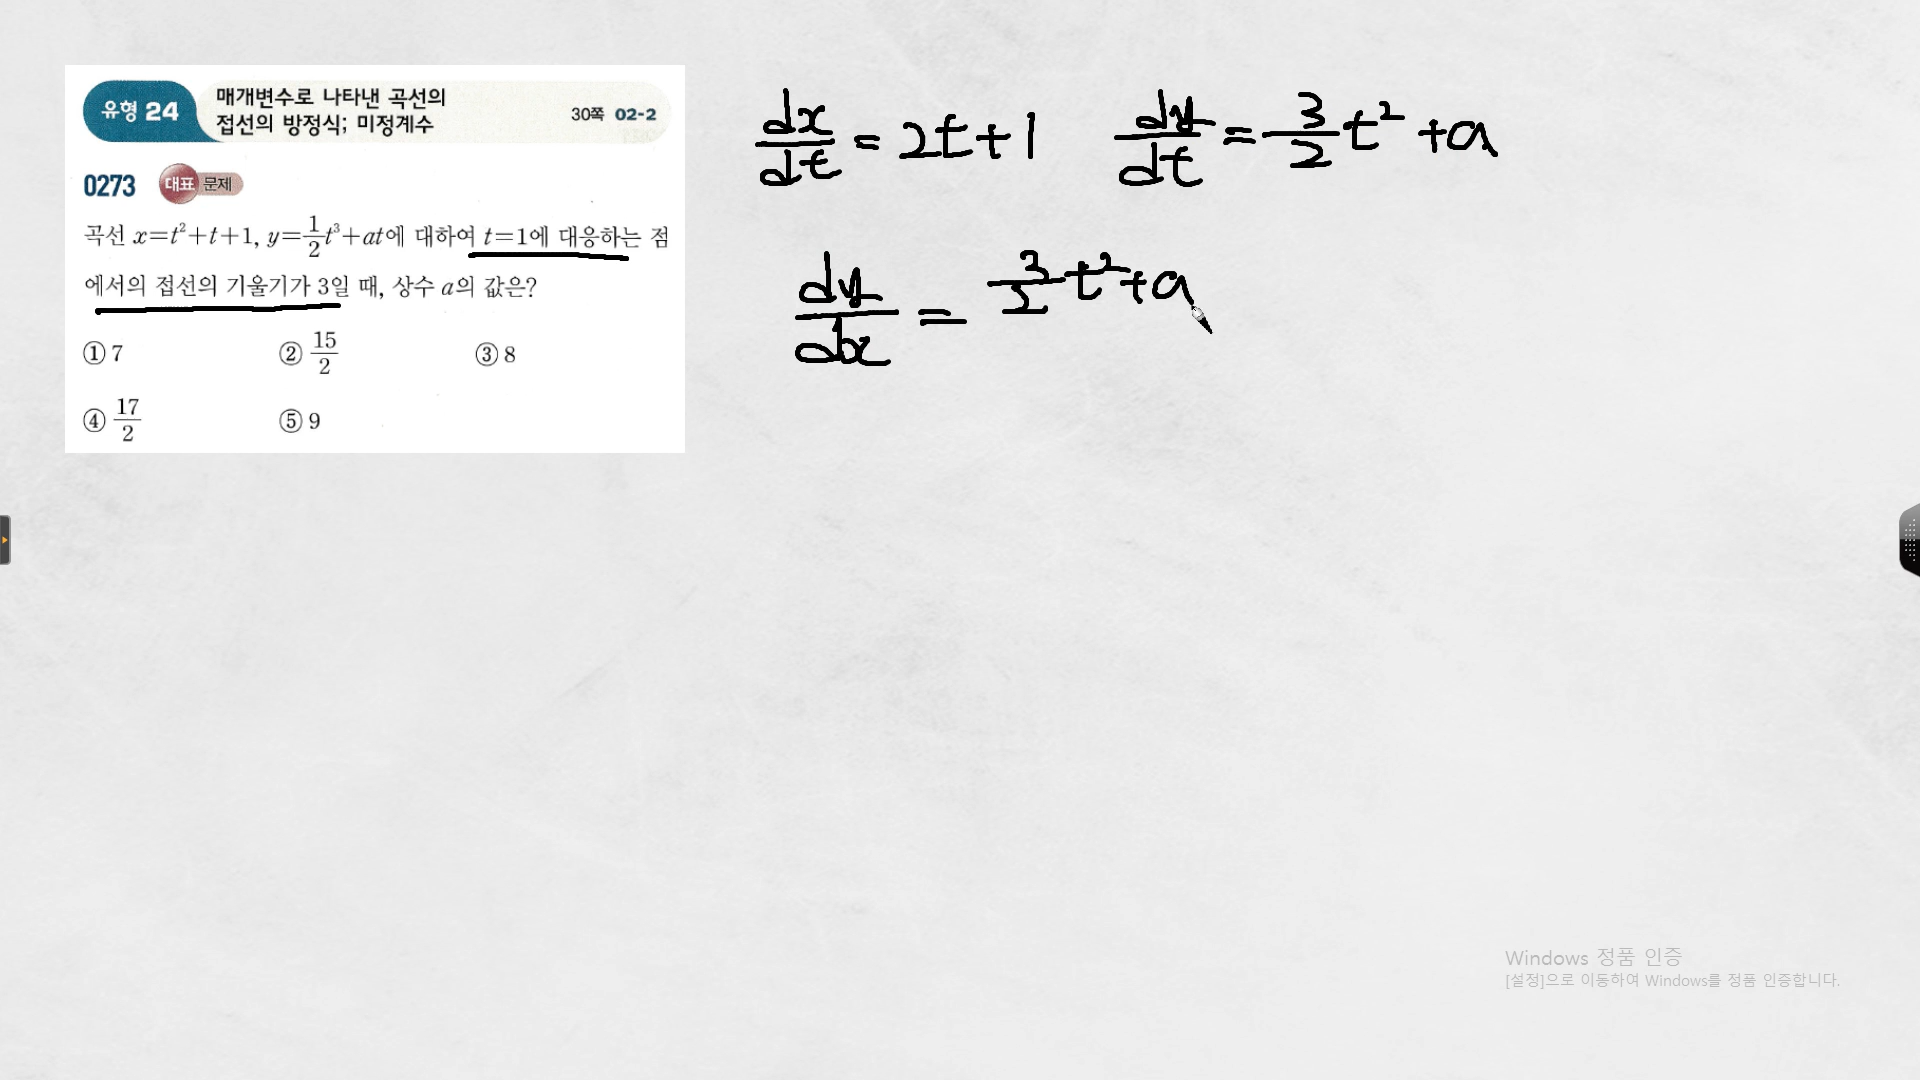 유형 24 매개변수로 나타낸 곡선의
접선의 방정식; 미정계수 30쪽 02-2
0273 대표 문제
곡선 x=t²+t+1, y=1/2t³+at에 대하여 t=1에 대응하는 점
에서의 접선의 기울기가 3일 때, 상수 a의 값은?
① 7 ② 15/2 ③ 8
④ 17/2 ⑤ 9
dx/dt = 2t+1 dy/dt = 3/2 t² + a
dy/dx = 3/2 t² + a
Windows 정품 인증
[설정]으로 이동하여 Windows를 정품 인증합니다.